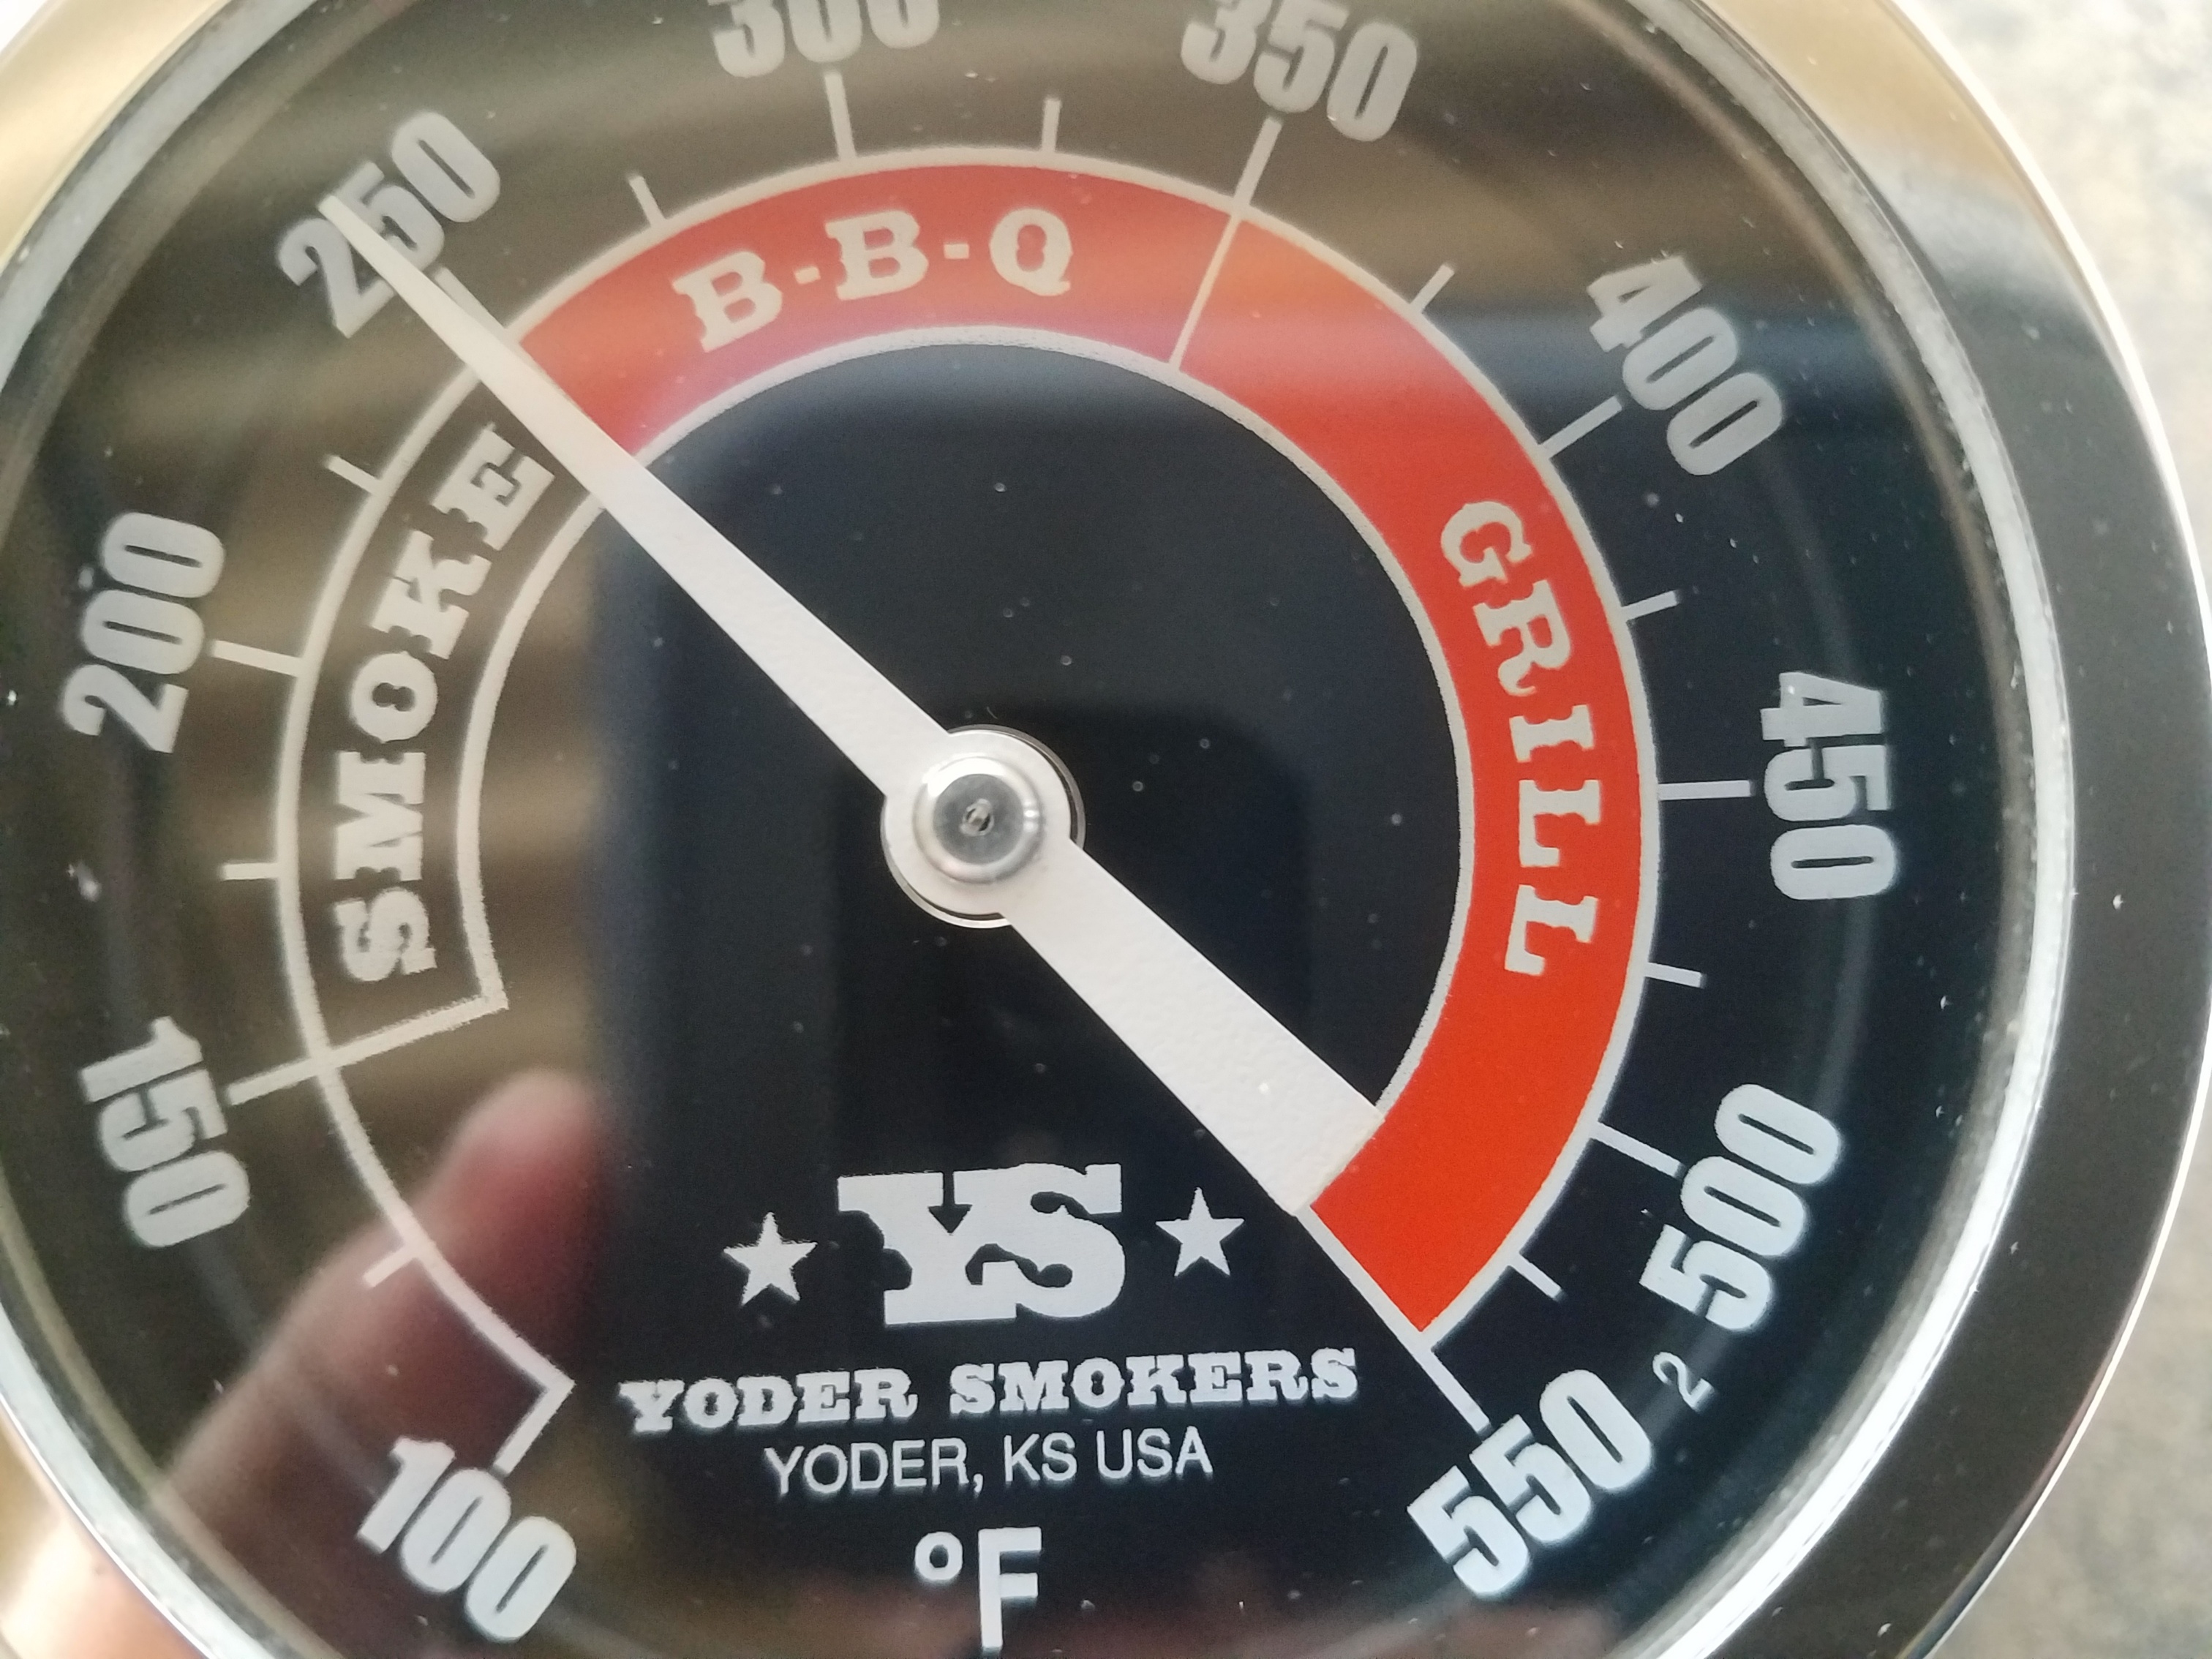 100
150
200
250
300
350
400
450
500
550
2
SMOKE
B-B-Q
GRILL
YS
YODER SMOKERS
YODER, KS USA
°F